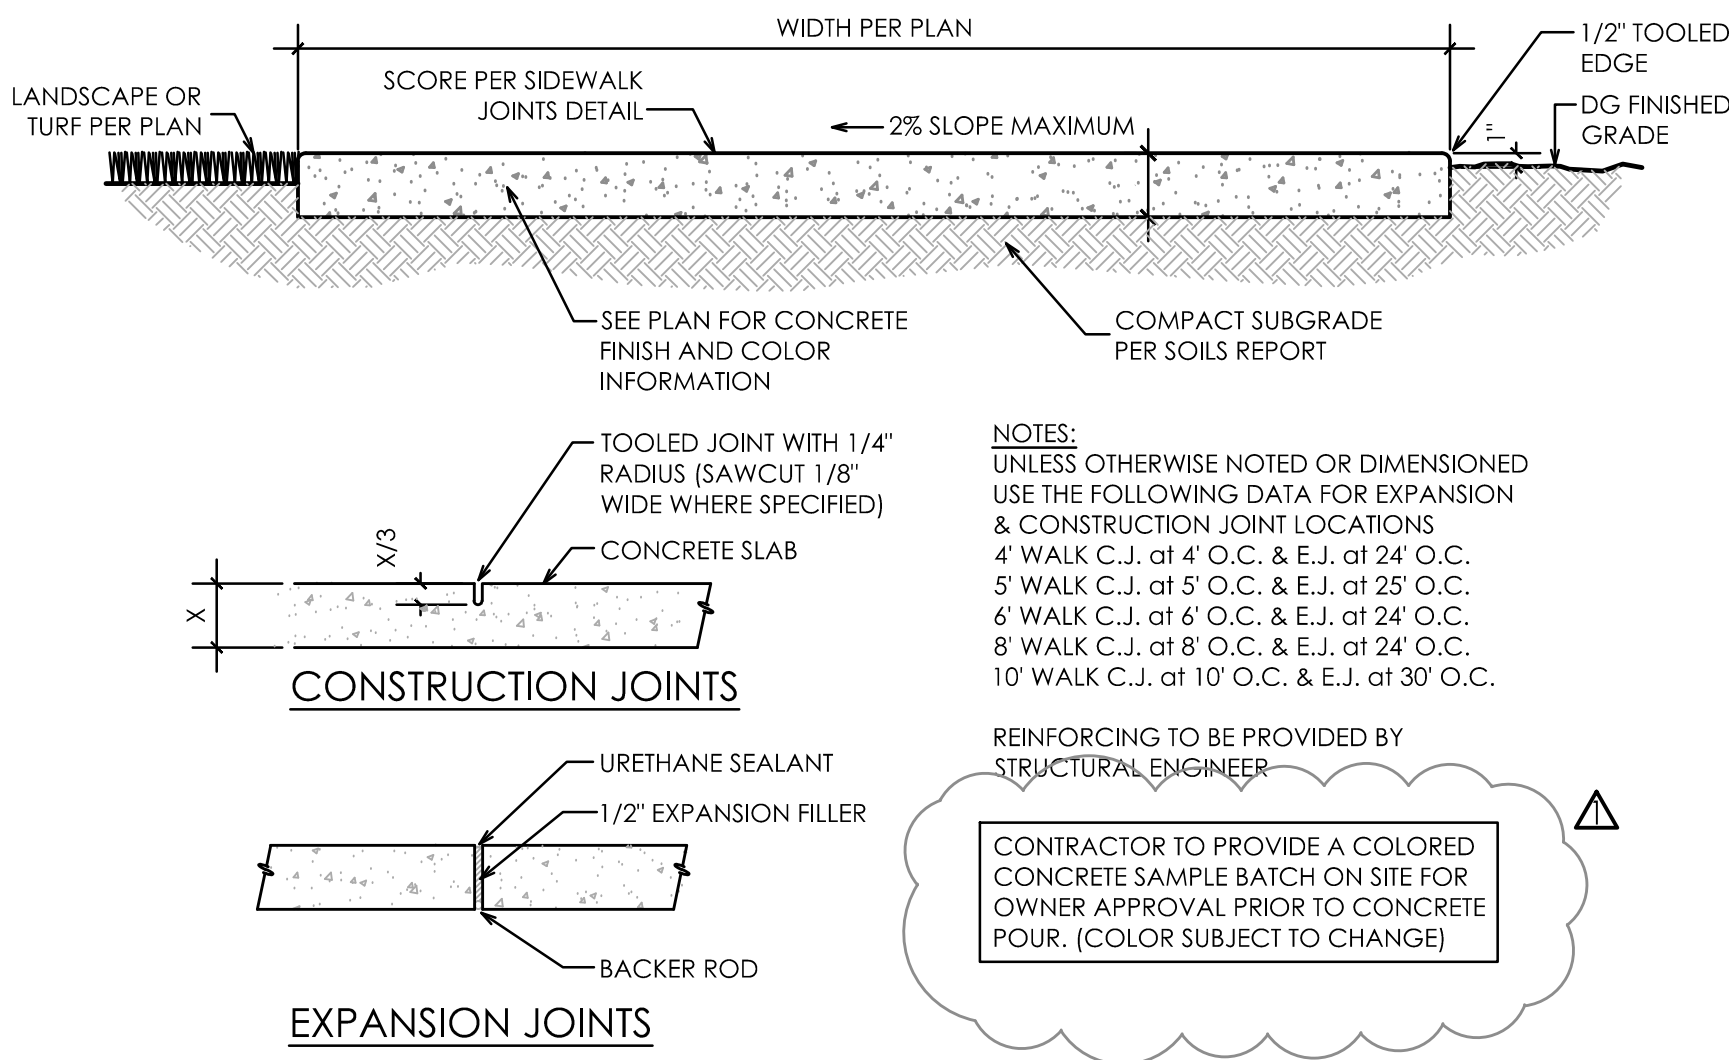 WIDTH PER PLAN
1/2" TOOLED
EDGE
SCORE PER SIDEWALK
JOINTS DETAIL
LANDSCAPE OR
TURF PER PLAN
2% SLOPE MAXIMUM
1"
DG FINISHED
GRADE
SEE PLAN FOR CONCRETE
FINISH AND COLOR
INFORMATION
COMPACT SUBGRADE
PER SOILS REPORT
TOOLED JOINT WITH 1/4"
RADIUS (SAWCUT 1/8"
WIDE WHERE SPECIFIED)
CONCRETE SLAB
X/3
X
CONSTRUCTION JOINTS
URETHANE SEALANT
1/2" EXPANSION FILLER
BACKER ROD
EXPANSION JOINTS
NOTES:
UNLESS OTHERWISE NOTED OR DIMENSIONED
USE THE FOLLOWING DATA FOR EXPANSION
& CONSTRUCTION JOINT LOCATIONS
4' WALK C.J. at 4' O.C. & E.J. at 24' O.C.
5' WALK C.J. at 5' O.C. & E.J. at 25' O.C.
6' WALK C.J. at 6' O.C. & E.J. at 24' O.C.
8' WALK C.J. at 8' O.C. & E.J. at 24' O.C.
10' WALK C.J. at 10' O.C. & E.J. at 30' O.C.
REINFORCING TO BE PROVIDED BY
STRUCTURAL ENGINEER
1
CONTRACTOR TO PROVIDE A COLORED
CONCRETE SAMPLE BATCH ON SITE FOR
OWNER APPROVAL PRIOR TO CONCRETE
POUR. (COLOR SUBJECT TO CHANGE)